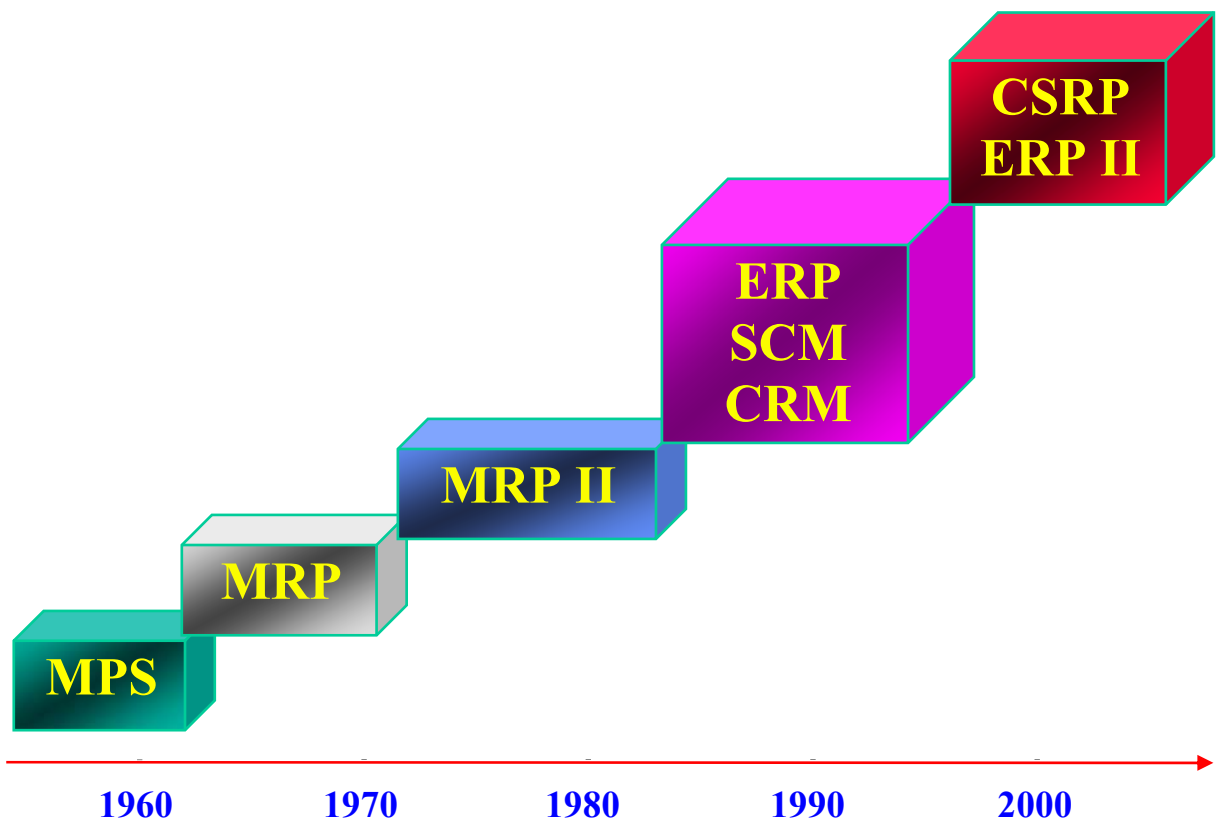 CSRP
ERP II
ERP
SCM
CRM
MRP II
MRP
MPS
1960 1970 1980 1990 2000